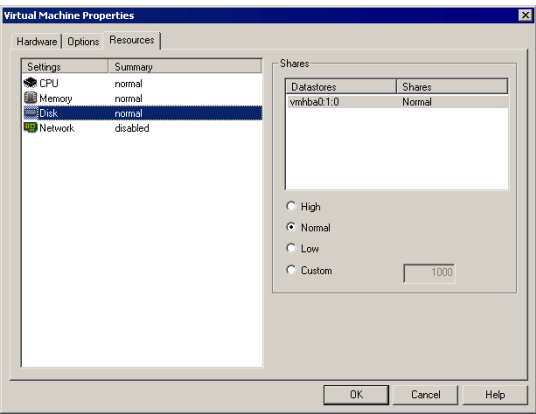 Virtual Machine Properties
Hardware Options Resources
Settings Summary
CPU normal
Memory normal
Disk normal
Network disabled
Shares
Datastores Shares
vmhba0:1:0 Normal
High
Normal
Low
Custom 1000
OK Cancel Help